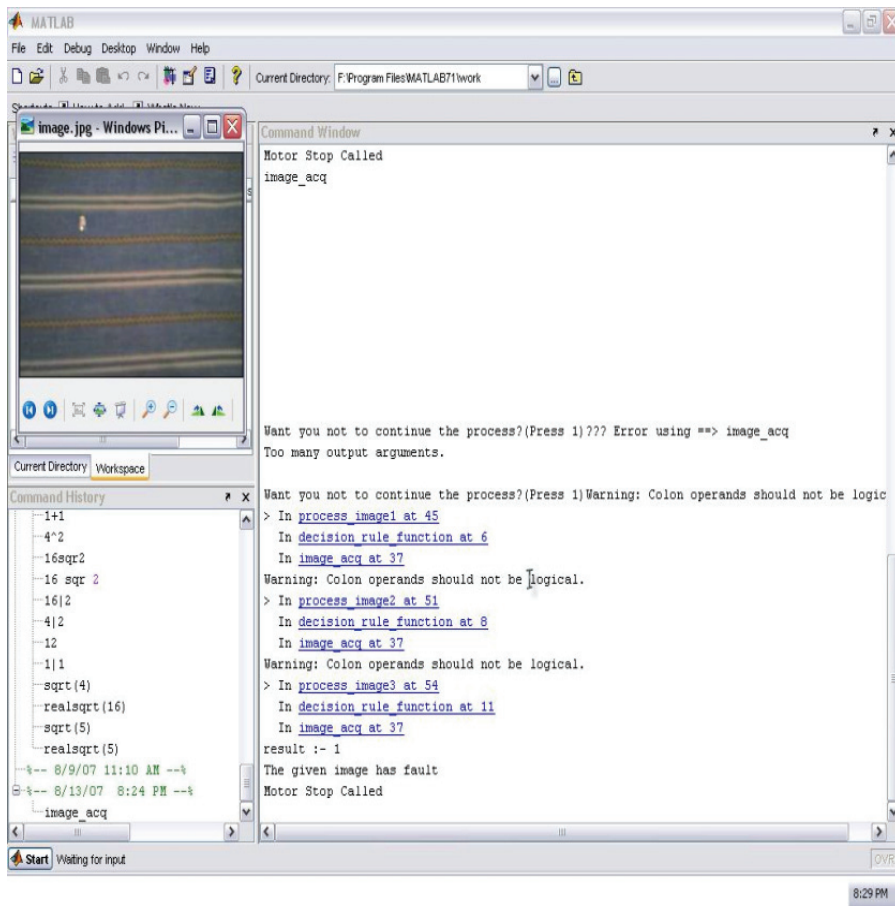 MATLAB
File Edit Debug Desktop Window Help
Current Directory: F:\Program Files\MATLAB71\work
image.jpg - Windows Pi...
Current Directory Workspace
Command History
1+1
4^2
16sqr2
16 sqr 2
16|2
4|2
12
1|1
sqrt(4)
realsqrt(16)
sqrt(5)
realsqrt(5)
%-- 8/9/07 11:10 AM --%
%-- 8/13/07 8:24 PM --%
image_acq
Command Window
Motor Stop Called
image_acq
Want you not to continue the process?(Press 1)??? Error using ==> image_acq
Too many output arguments.
Want you not to continue the process?(Press 1)Warning: Colon operands should not be logic
> In process_image1 at 45
In decision_rule_function at 6
In image_acq at 37
Warning: Colon operands should not be logical.
> In process_image2 at 51
In decision_rule_function at 8
In image_acq at 37
Warning: Colon operands should not be logical.
> In process_image3 at 54
In decision_rule_function at 11
In image_acq at 37
result :- 1
The given image has fault
Motor Stop Called
Start Waiting for input
OVR
8:29 PM